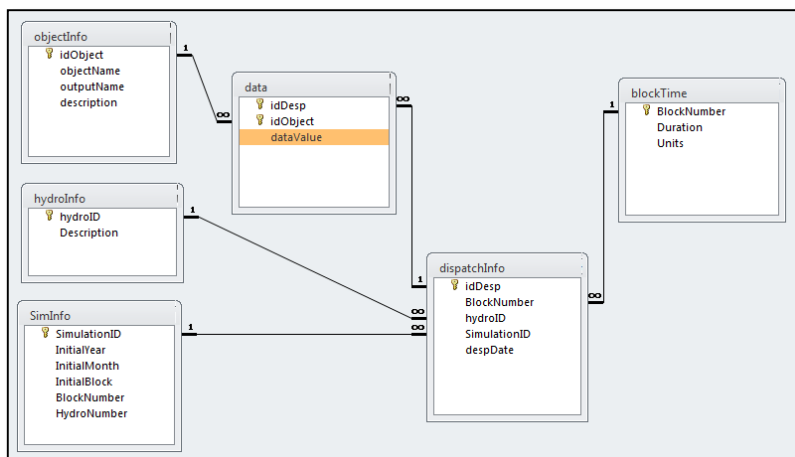 objectInfo
idObject
objectName
outputName
description
1
∞
data
idDesp
idObject
dataValue
∞
blockTime
BlockNumber
Duration
Units
1
hydroInfo
hydroID
Description
1
SimInfo
SimulationID
InitialYear
InitialMonth
InitialBlock
BlockNumber
HydroNumber
1
dispatchInfo
idDesp
BlockNumber
hydroID
SimulationID
despDate
1
∞
∞
∞